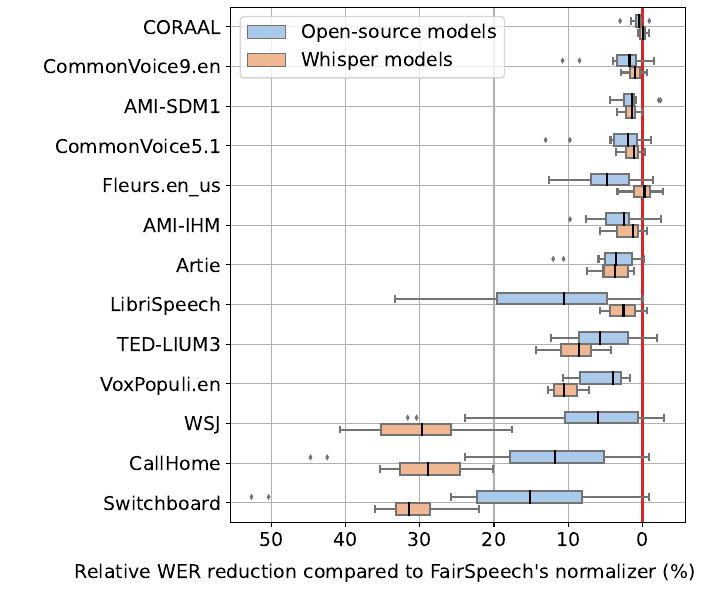 Open-source models
Whisper models
CORAAL
CommonVoice9.en
AMI-SDM1
CommonVoice5.1
Fleurs.en_us
AMI-IHM
Artie
LibriSpeech
TED-LIUM3
VoxPopuli.en
WSJ
CallHome
Switchboard
50 40 30 20 10 0
Relative WER reduction compared to FairSpeech's normalizer (%)